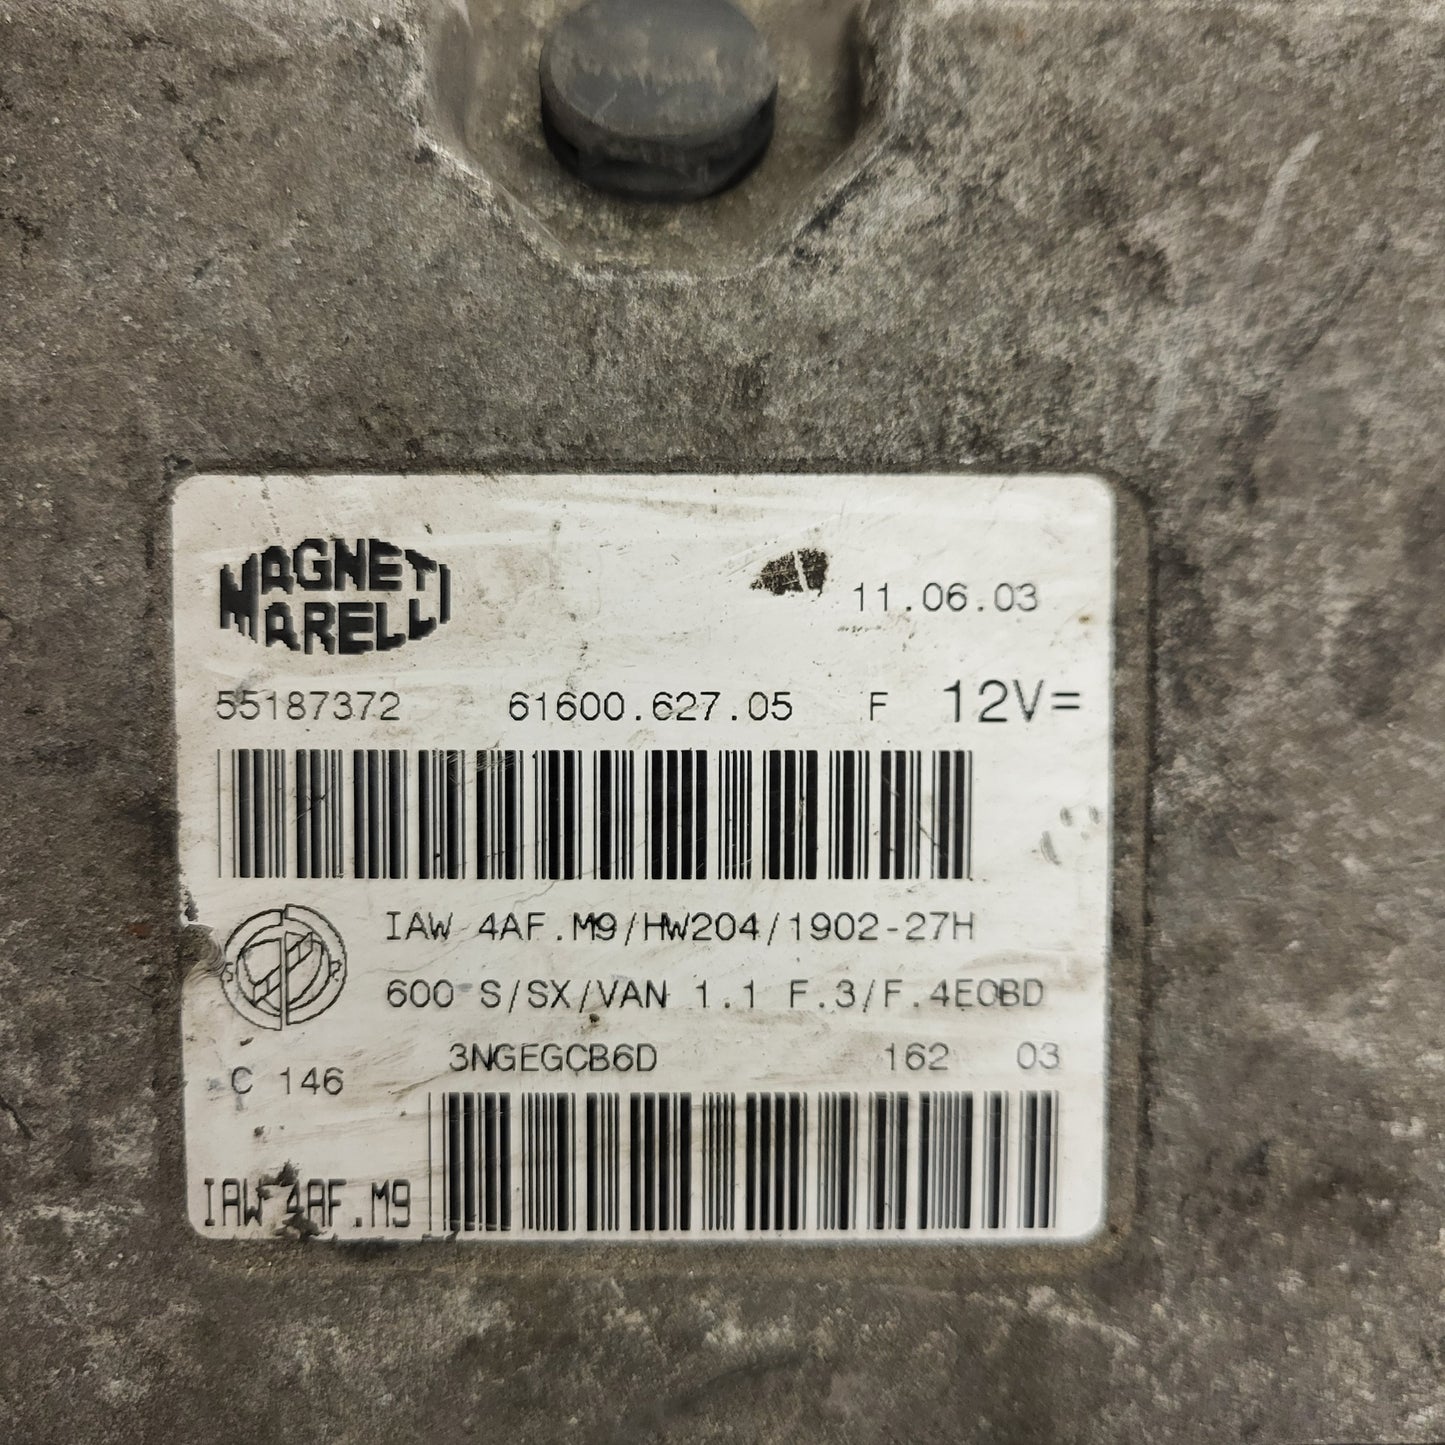 MAGNETI
MARELLI
11.06.03
55187372 61600.627.05 F 12V=
IAW 4AF.M9/HW204/1902-27H
600 S/SX/VAN 1.1 F.3/F.4EOBD
3NGEGCB6D 162 03
C 146
IAW 4AF.M9